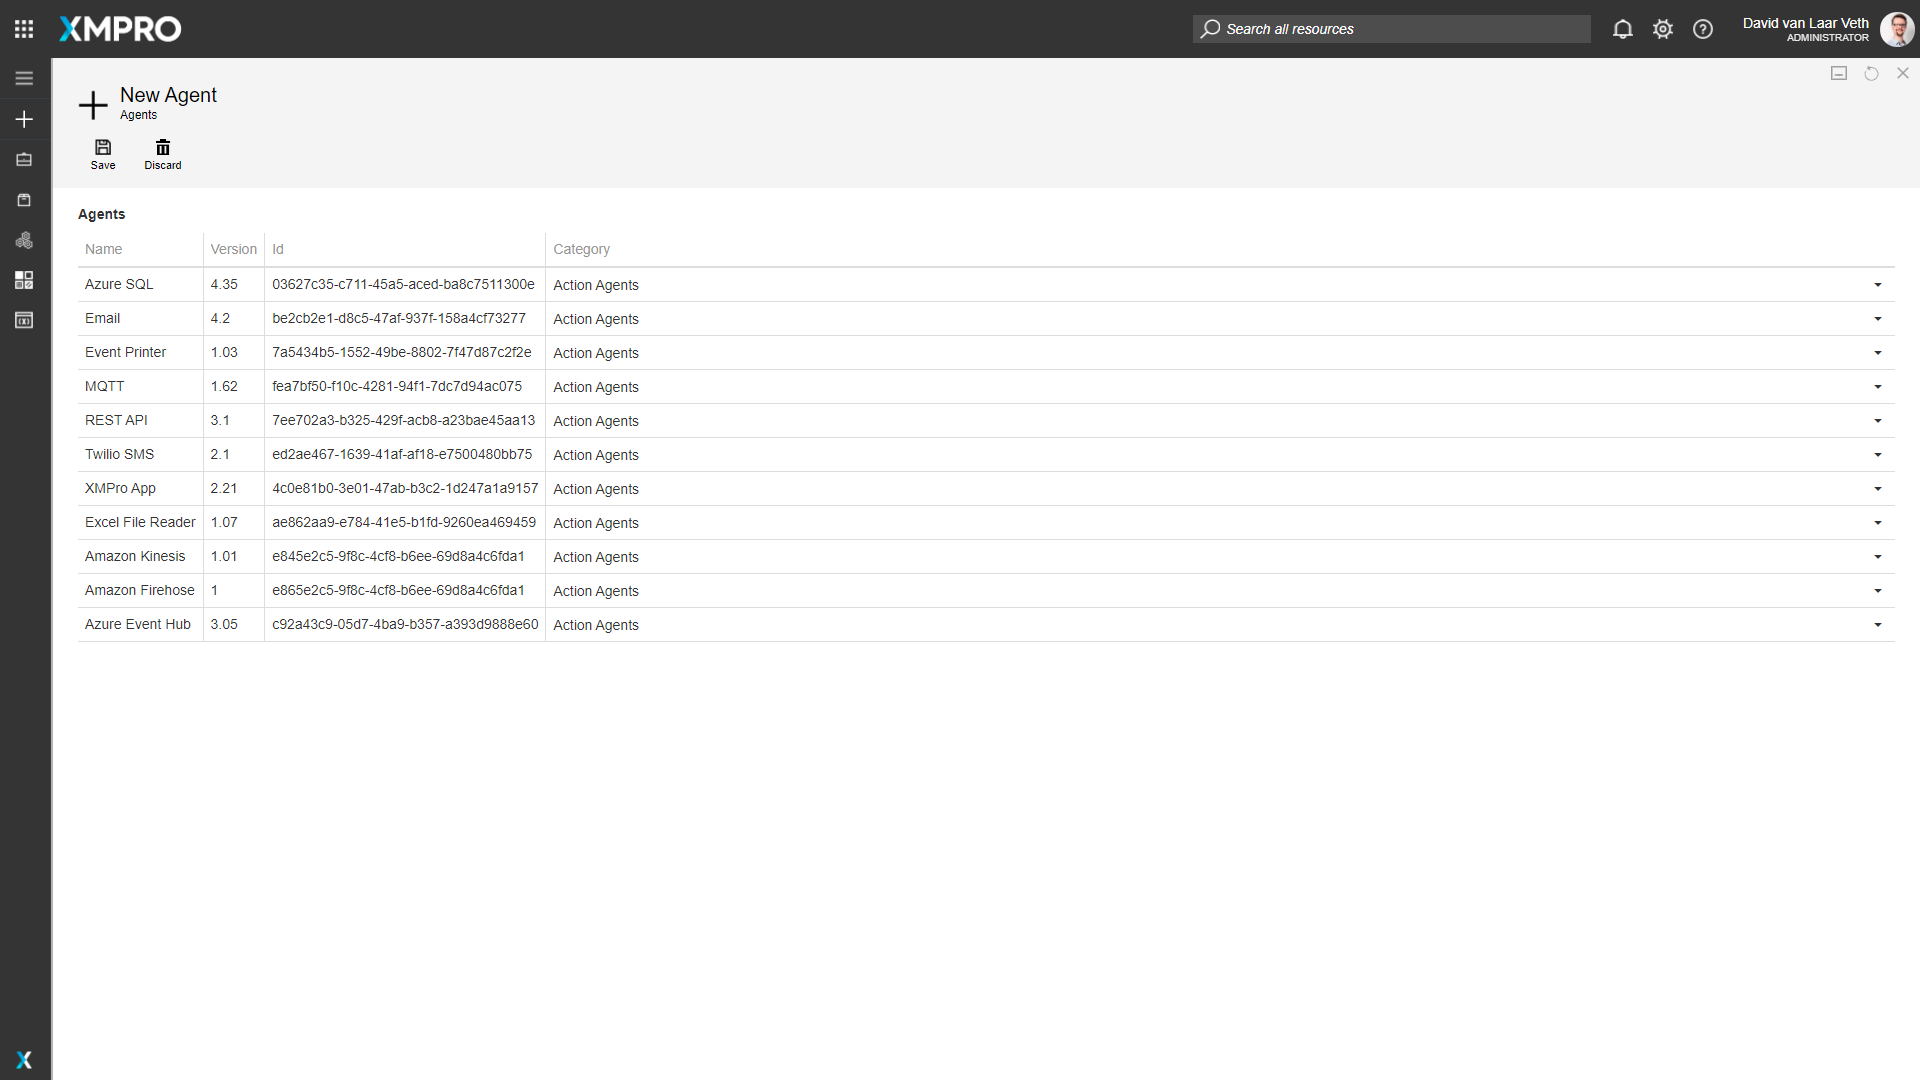 XMPRO
Search all resources
David van Laar Veth
ADMINISTRATOR
New Agent
Agents
Save Discard
Agents
Name Version Id Category
Azure SQL 4.35 03627c35-c711-45a5-aced-ba8c7511300e Action Agents
Email 4.2 be2cb2e1-d8c5-47af-937f-158a4cf73277 Action Agents
Event Printer 1.03 7a5434b5-1552-49be-8802-7f47d87c2f2e Action Agents
MQTT 1.62 fea7bf50-f10c-4281-94f1-7dc7d94ac075 Action Agents
REST API 3.1 7ee702a3-b325-429f-acb8-a23bae45aa13 Action Agents
Twilio SMS 2.1 ed2ae467-1639-41af-af18-e7500480bb75 Action Agents
XMPro App 2.21 4c0e81b0-3e01-47ab-b3c2-1d247a1a9157 Action Agents
Excel File Reader 1.07 ae862aa9-e784-41e5-b1fd-9260ea469459 Action Agents
Amazon Kinesis 1.01 e845e2c5-9f8c-4cf8-b6ee-69d8a4c6fda1 Action Agents
Amazon Firehose 1 e865e2c5-9f8c-4cf8-b6ee-69d8a4c6fda1 Action Agents
Azure Event Hub 3.05 c92a43c9-05d7-4ba9-b357-a393d9888e60 Action Agents